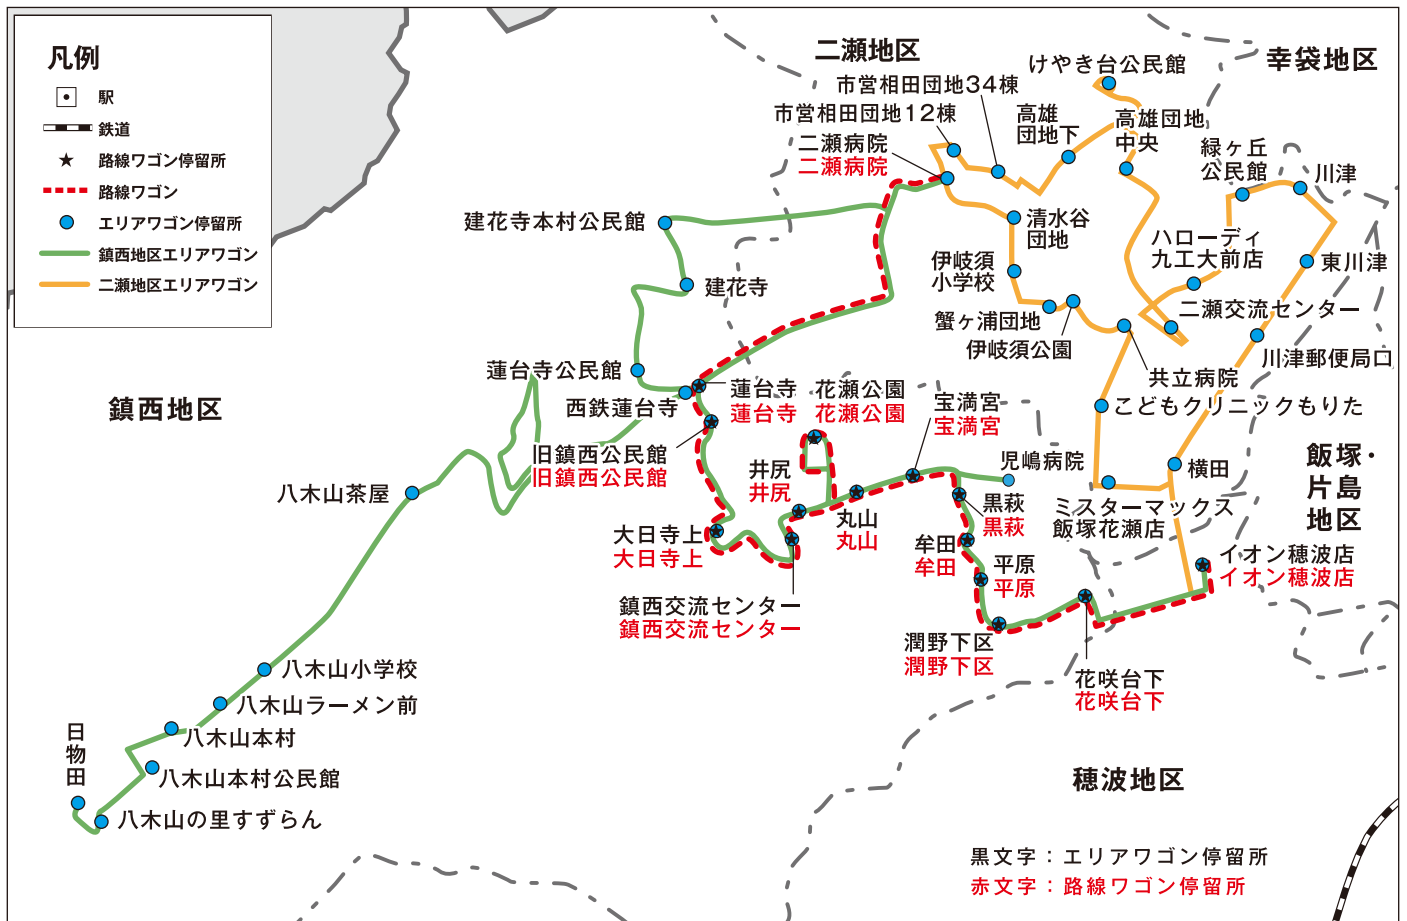 凡例
駅
鉄道
路線ワゴン停留所
路線ワゴン
エリアワゴン停留所
鎮西地区エリアワゴン
二瀬地区エリアワゴン
二瀬地区
幸袋地区
けやき台公民館
市営相田団地34棟
市営相田団地12棟
高雄
団地下
高雄団地
中央
二瀬病院
二瀬病院
緑ヶ丘
公民館
川津
建花寺本村公民館
清水谷
団地
ハローディ
九工大前店
伊岐須
小学校
東川津
建花寺
蟹ヶ浦団地
二瀬交流センター
伊岐須公園
川津郵便局口
蓮台寺公民館
共立病院
蓮台寺
蓮台寺
花瀬公園
花瀬公園
西鉄蓮台寺
宝満宮
宝満宮
こどもクリニックもりた
鎮西地区
旧鎮西公民館
旧鎮西公民館
井尻
井尻
児嶋病院
横田
飯塚・
片島
地区
八木山茶屋
黒萩
黒萩
ミスターマックス
飯塚花瀬店
丸山
丸山
大日寺上
大日寺上
牟田
牟田
平原
平原
イオン穂波店
イオン穂波店
鎮西交流センター
鎮西交流センター
潤野下区
潤野下区
花咲台下
花咲台下
八木山小学校
八木山ラーメン前
八木山本村
日物田
八木山本村公民館
八木山の里すずらん
穂波地区
黒文字：エリアワゴン停留所
赤文字：路線ワゴン停留所